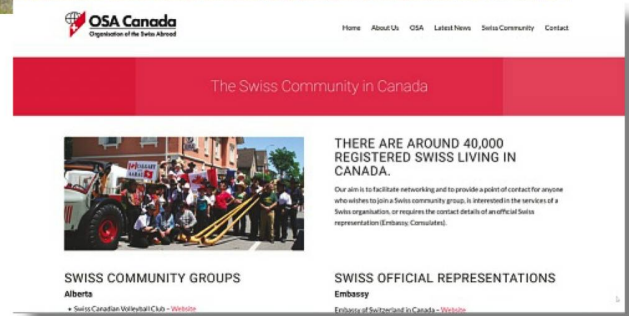 OSA Canada
Organisation of the Swiss Abroad
Home About Us OSA Latest News Swiss Community Contact
The Swiss Community in Canada
THERE ARE AROUND 40,000
REGISTERED SWISS LIVING IN
CANADA.
Our aim is to facilitate networking and to provide a point of contact for anyone
who wishes to join a Swiss community group, is interested in the services of a
Swiss organisation, or requires the contact details of an official Swiss
representation (Embassy, Consulates).
SWISS COMMUNITY GROUPS
Alberta
• Swiss Canadian Volleyball Club – Website
SWISS OFFICIAL REPRESENTATIONS
Embassy
Embassy of Switzerland in Canada – Website